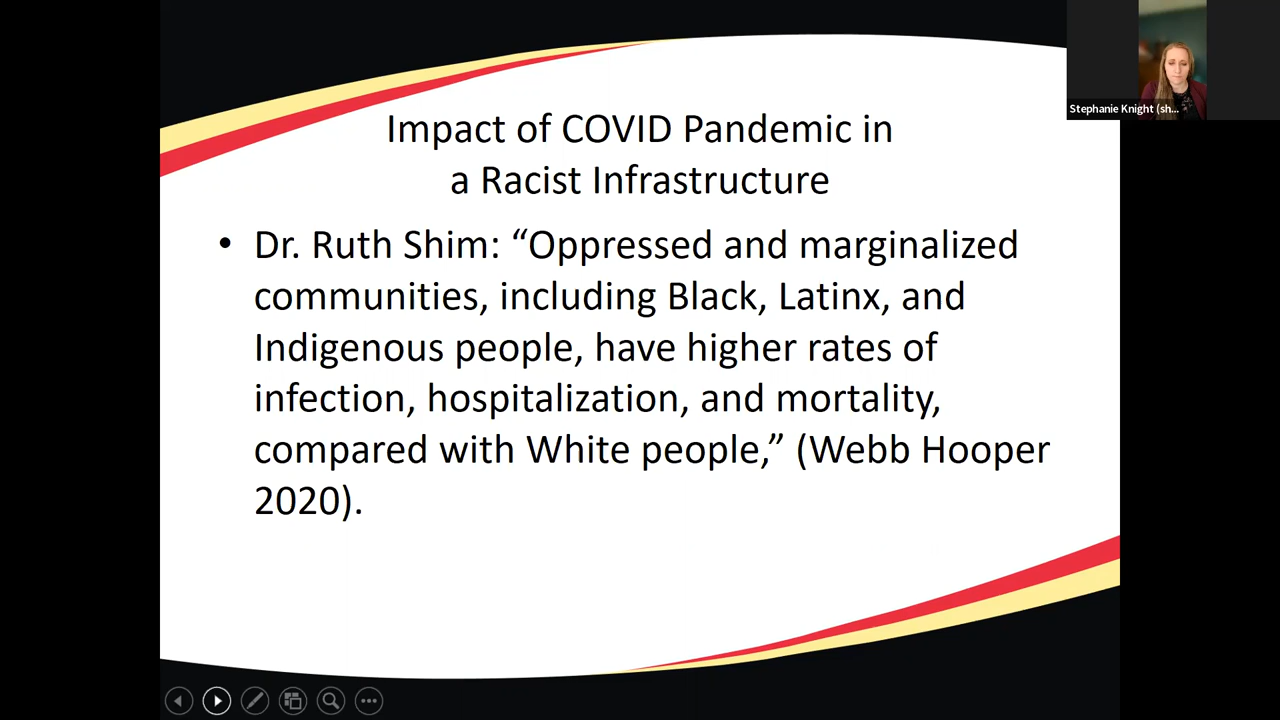 Stephanie Knight (sh...
Impact of COVID Pandemic in
a Racist Infrastructure
• Dr. Ruth Shim: “Oppressed and marginalized
communities, including Black, Latinx, and
Indigenous people, have higher rates of
infection, hospitalization, and mortality,
compared with White people,” (Webb Hooper
2020).